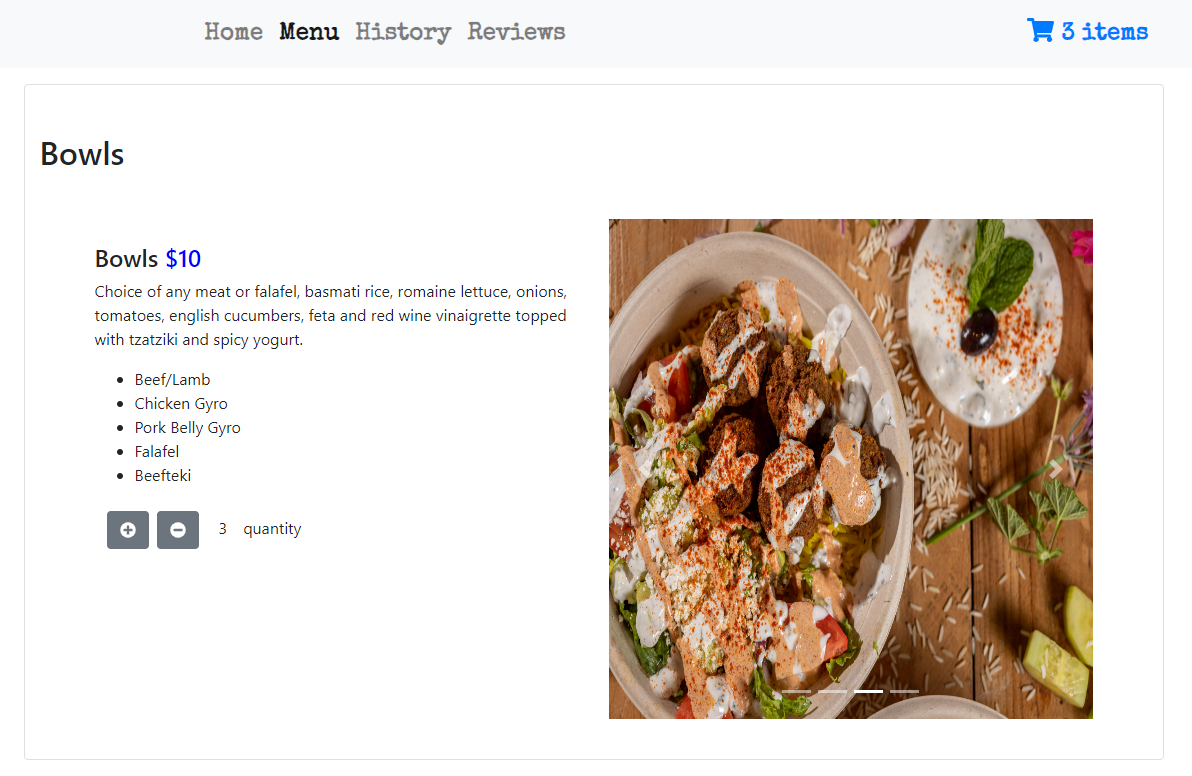 Home Menu History Reviews 3 items
Bowls
Bowls $10
Choice of any meat or falafel, basmati rice, romaine lettuce, onions,
tomatoes, english cucumbers, feta and red wine vinaigrette topped
with tzatziki and spicy yogurt.
Beef/Lamb
Chicken Gyro
Pork Belly Gyro
Falafel
Beefteki
3 quantity